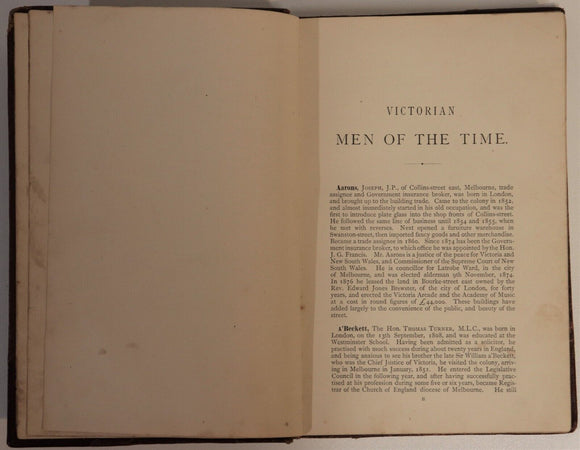 VICTORIAN
MEN OF THE TIME.
Aarons, JOSEPH, J.P., of Collins-street east, Melbourne, trade
assignee and Government insurance broker, was born in London,
and brought up to the building trade. Came to the colony in 1852,
and almost immediately started in his old occupation, and was the
first to introduce plate glass into the shop fronts of Collins-street.
He followed the same line of business until 1854 and 1855, when
he met with reverses. Next opened a furniture warehouse in
Swanston-street, then imported fancy goods and other merchandise.
Became a trade assignee in 1860. Since 1874 has been the Govern-
ment insurance broker, to which office he was appointed by the Hon.
J. G. Francis. Mr. Aarons is a justice of the peace for Victoria and
New South Wales, and Commissioner of the Supreme Court of New
South Wales. He is councillor for Latrobe Ward, in the city
of Melbourne, and was elected alderman 9th November, 1874.
In 1876 he leased the land in Bourke-street east owned by the
Rev. Edward Jones Brewster, of the city of London, for forty
years, and erected the Victoria Arcade and the Academy of Music
at a cost in round figures of £44,000. These buildings have
added largely to the convenience of the public, and beauty of the
street.
A'Beckett, The HON. THOMAS TURNER, M.L.C., was born in
London, on the 13th September, 1808, and was educated at the
Westminster School. Having been admitted as a solicitor, he
practised with much success during about twenty years in England,
and being anxious to see his brother the late Sir William a'Beckett,
who was the Chief Justice of Victoria, he visited the colony, arriv-
ing in Melbourne in January, 1851. He entered the Legislative
Council in the following year, and after having successfully prac-
tised at his profession during some five or six years, became Regis-
trar of the Church of England diocese of Melbourne. He still
B